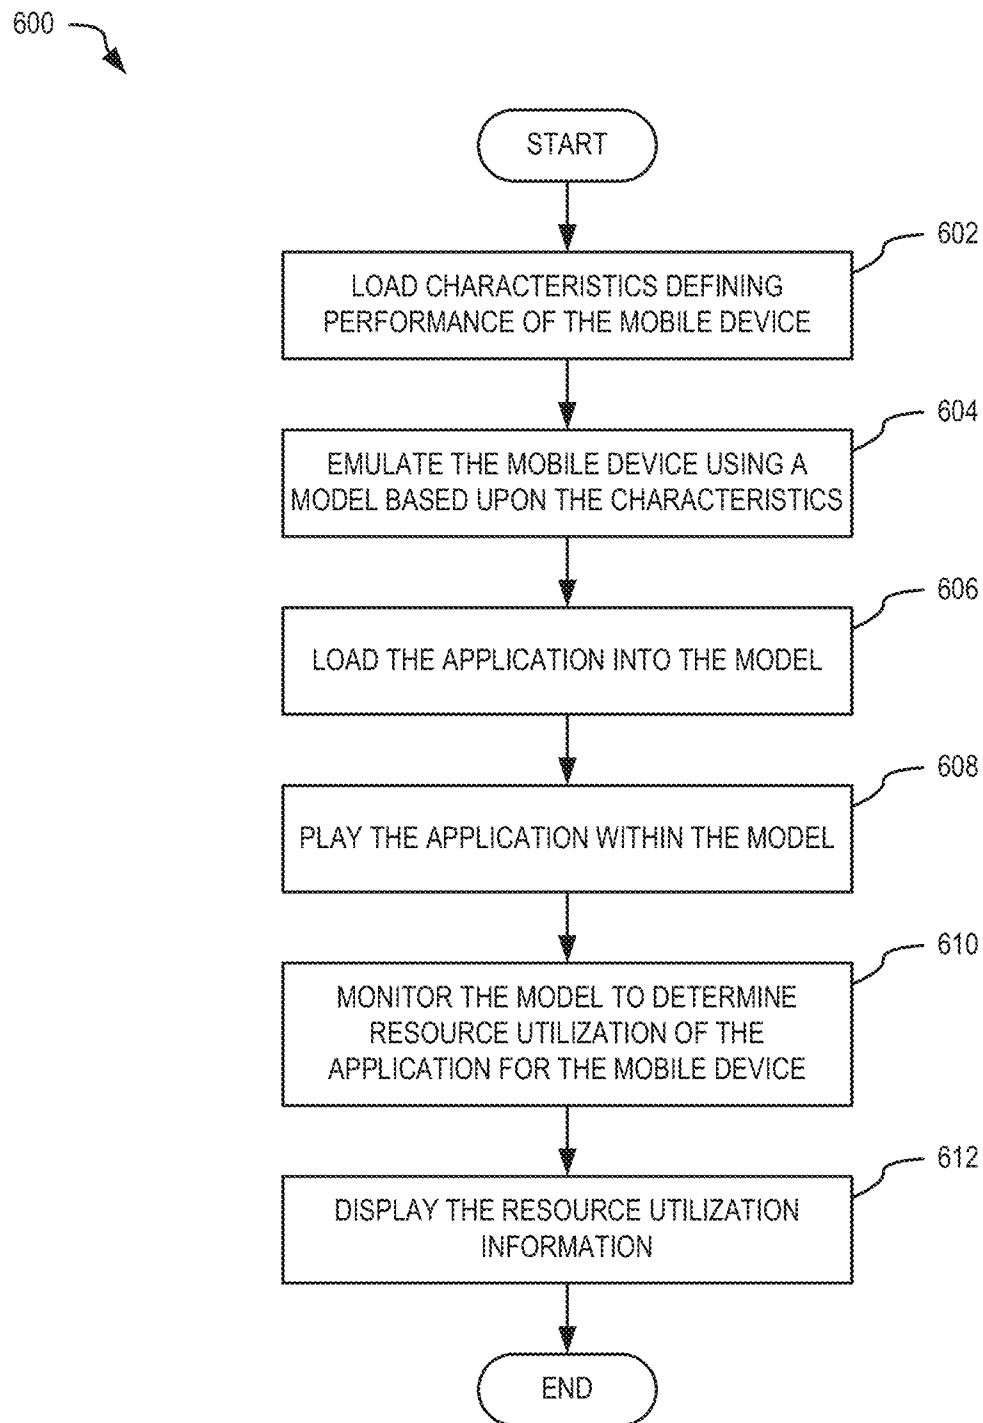 600
START
602
LOAD CHARACTERISTICS DEFINING
PERFORMANCE OF THE MOBILE DEVICE
604
EMULATE THE MOBILE DEVICE USING A
MODEL BASED UPON THE CHARACTERISTICS
606
LOAD THE APPLICATION INTO THE MODEL
608
PLAY THE APPLICATION WITHIN THE MODEL
610
MONITOR THE MODEL TO DETERMINE
RESOURCE UTILIZATION OF THE
APPLICATION FOR THE MOBILE DEVICE
612
DISPLAY THE RESOURCE UTILIZATION
INFORMATION
END